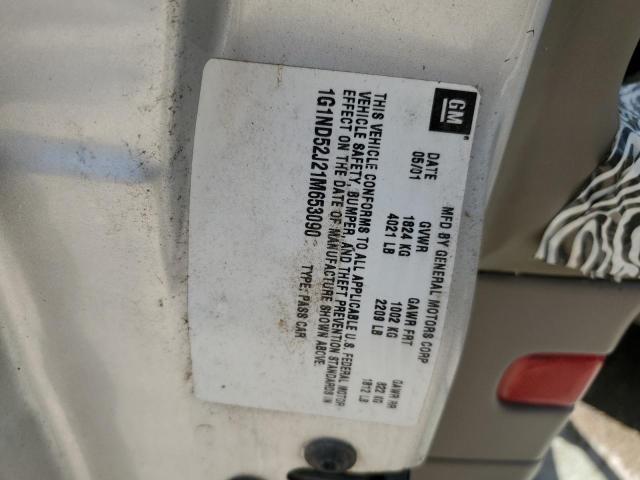 GM
MFD BY GENERAL MOTORS CORP
DATE GVWR GAWR FRT GAWR RR
05/01 1824 KG 1002 KG 822 KG
4021 LB 2209 LB 1812 LB
THIS VEHICLE CONFORMS TO ALL APPLICABLE U.S. FEDERAL MOTOR
VEHICLE SAFETY, BUMPER, AND THEFT PREVENTION STANDARDS IN
EFFECT ON THE DATE OF MANUFACTURE SHOWN ABOVE.
1G1ND52J21M653090 TYPE: PASS CAR